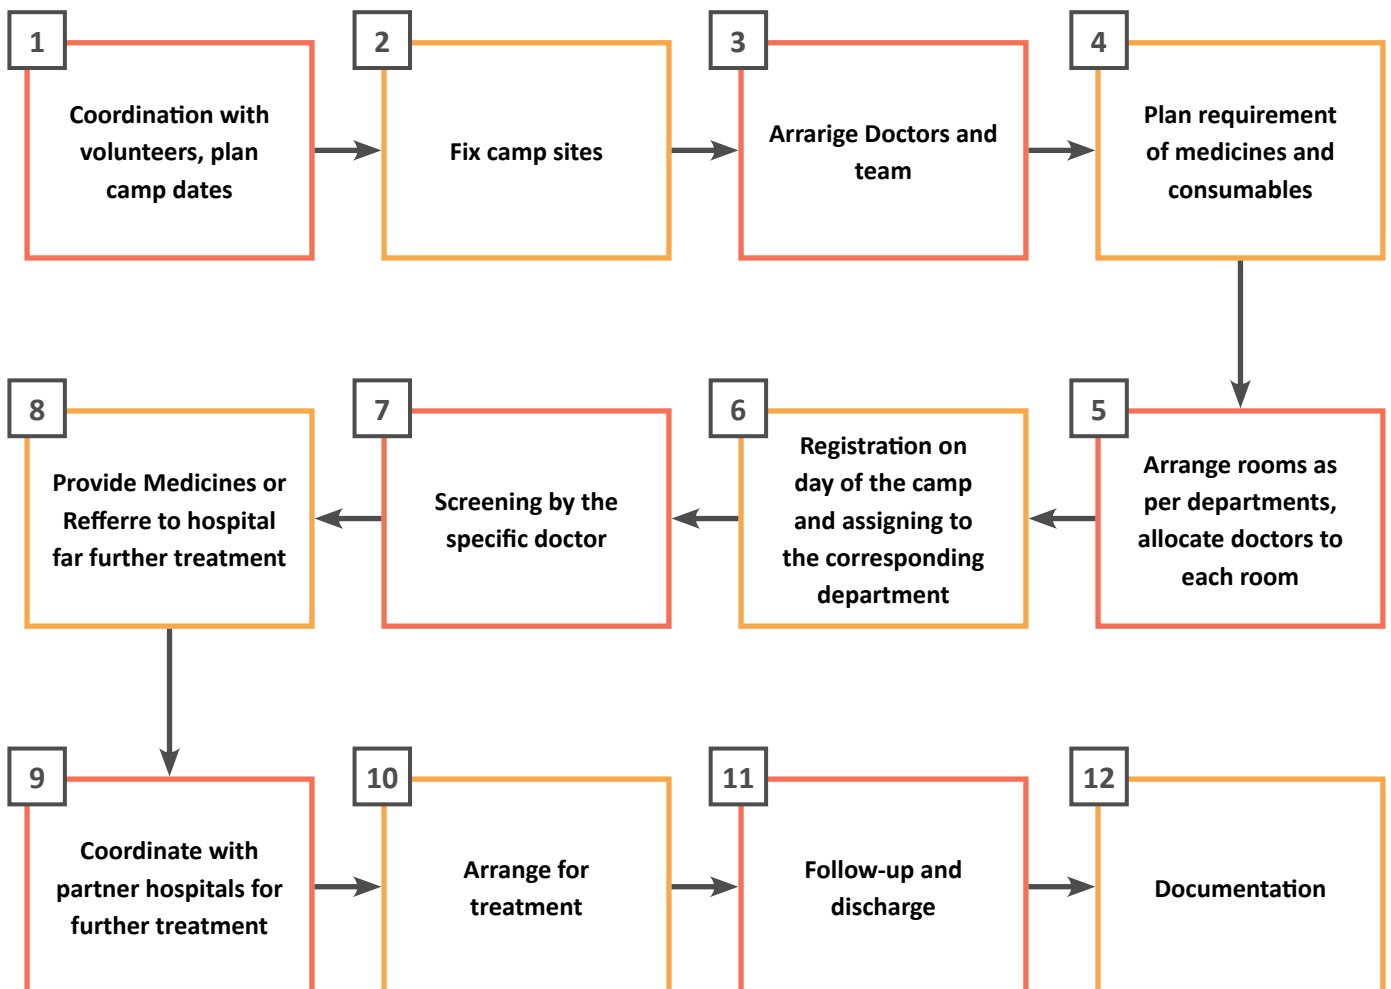 1
Coordination with
volunteers, plan
camp dates
2
Fix camp sites
3
Arrarige Doctors and
team
4
Plan requirement
of medicines and
consumables
5
Arrange rooms as
per departments,
allocate doctors to
each room
6
Registration on
day of the camp
and assigning to
the corresponding
department
7
Screening by the
specific doctor
8
Provide Medicines or
Refferre to hospital
far further treatment
9
Coordinate with
partner hospitals for
further treatment
10
Arrange for
treatment
11
Follow-up and
discharge
12
Documentation